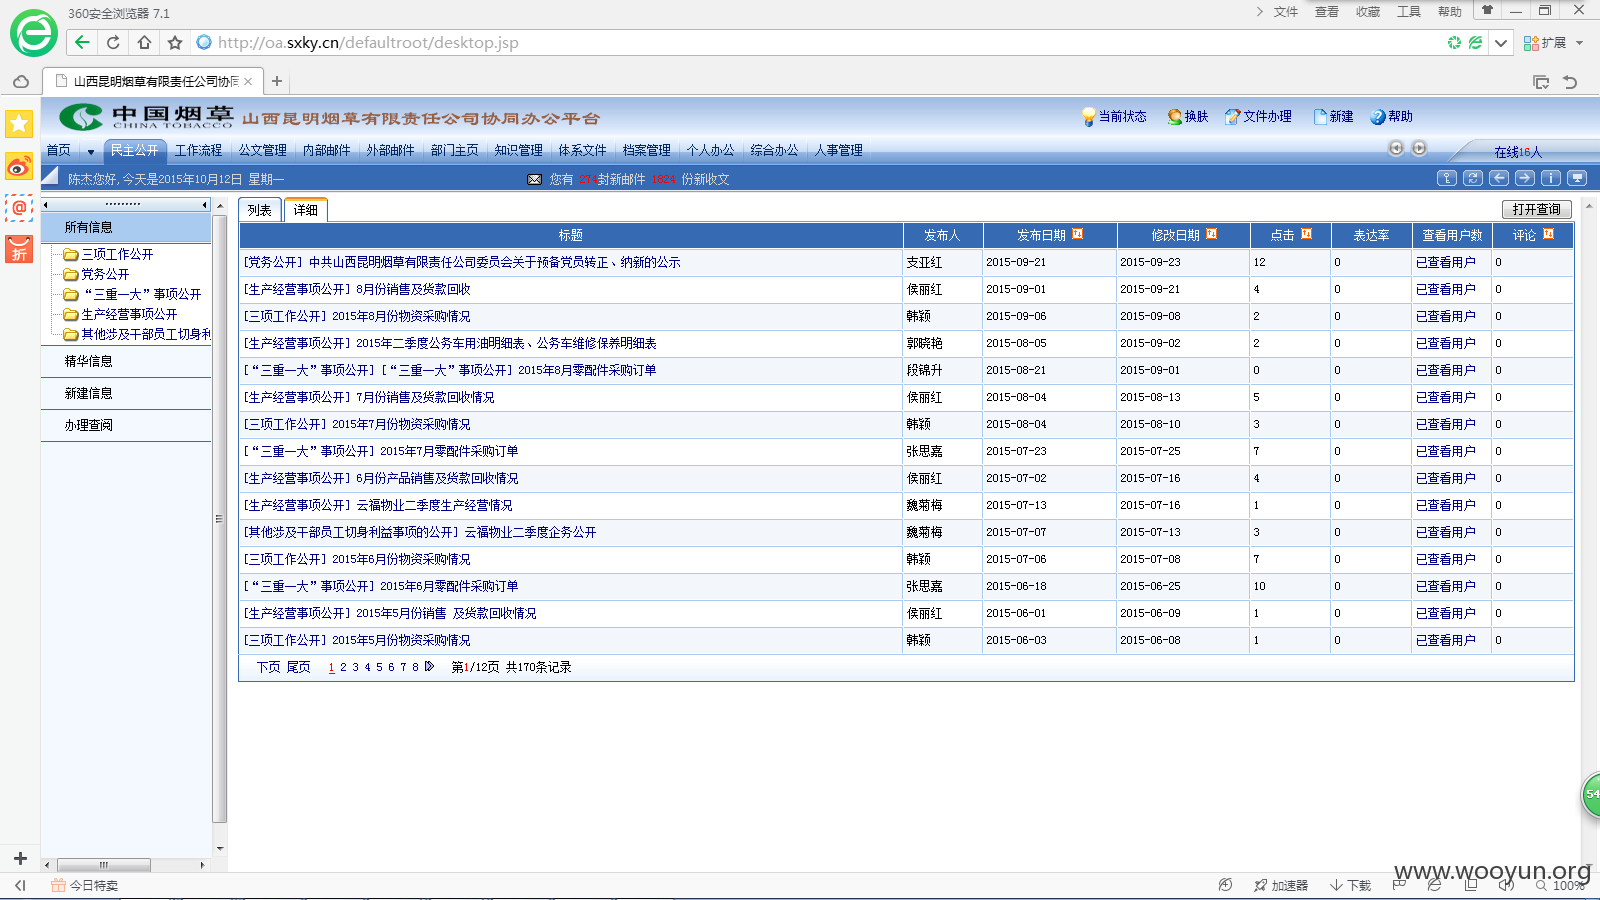 360安全浏览器 7.1
文件 查看 收藏 工具 帮助
http://oa.sxky.cn/defaultroot/desktop.jsp
扩展
山西昆明烟草有限责任公司协同
中国烟草
CHINA TOBACCO
山西昆明烟草有限责任公司协同办公平台
当前状态 换肤 文件办理 新建 帮助
首页 民主公开 工作流程 公文管理 内部邮件 外部邮件 部门主页 知识管理 体系文件 档案管理 个人办公 综合办公 人事管理
在线16人
陈杰您好,今天是2015年10月12日 星期一
您有 274封新邮件 1824 份新收文
所有信息
三项工作公开
党务公开
“三重一大”事项公开
生产经营事项公开
其他涉及干部员工切身利
精华信息
新建信息
办理查阅
列表 详细
打开查询
标题 发布人 发布日期 修改日期 点击 表达率 查看用户数 评论
[党务公开] 中共山西昆明烟草有限责任公司委员会关于预备党员转正、纳新的公示 支亚红 2015-09-21 2015-09-23 12 0 已查看用户 0
[生产经营事项公开] 8月份销售及货款回收 侯丽红 2015-09-01 2015-09-21 4 0 已查看用户 0
[三项工作公开] 2015年8月份物资采购情况 韩颖 2015-09-06 2015-09-08 2 0 已查看用户 0
[生产经营事项公开] 2015年二季度公务车用油明细表、公务车维修保养明细表 郭晓艳 2015-08-05 2015-09-02 2 0 已查看用户 0
[“三重一大”事项公开] [“三重一大”事项公开] 2015年8月零配件采购订单 段锦升 2015-08-21 2015-09-01 0 0 已查看用户 0
[生产经营事项公开] 7月份销售及货款回收情况 侯丽红 2015-08-04 2015-08-13 5 0 已查看用户 0
[三项工作公开] 2015年7月份物资采购情况 韩颖 2015-08-04 2015-08-10 3 0 已查看用户 0
[“三重一大”事项公开] 2015年7月零配件采购订单 张思嘉 2015-07-23 2015-07-25 7 0 已查看用户 0
[生产经营事项公开] 6月份产品销售及货款回收情况 侯丽红 2015-07-02 2015-07-16 4 0 已查看用户 0
[生产经营事项公开] 云福物业二季度生产经营情况 魏菊梅 2015-07-13 2015-07-16 1 0 已查看用户 0
[其他涉及干部员工切身利益事项的公开] 云福物业二季度企务公开 魏菊梅 2015-07-07 2015-07-13 3 0 已查看用户 0
[三项工作公开] 2015年6月份物资采购情况 韩颖 2015-07-06 2015-07-08 7 0 已查看用户 0
[“三重一大”事项公开] 2015年6月零配件采购订单 张思嘉 2015-06-18 2015-06-25 10 0 已查看用户 0
[生产经营事项公开] 2015年5月份销售 及货款回收情况 侯丽红 2015-06-01 2015-06-09 1 0 已查看用户 0
[三项工作公开] 2015年5月份物资采购情况 韩颖 2015-06-03 2015-06-08 1 0 已查看用户 0
下页 尾页 1 2 3 4 5 6 7 8 第1/12页 共170条记录
折
54
今日特卖
加速器 下载 100%
www.wooyun.org